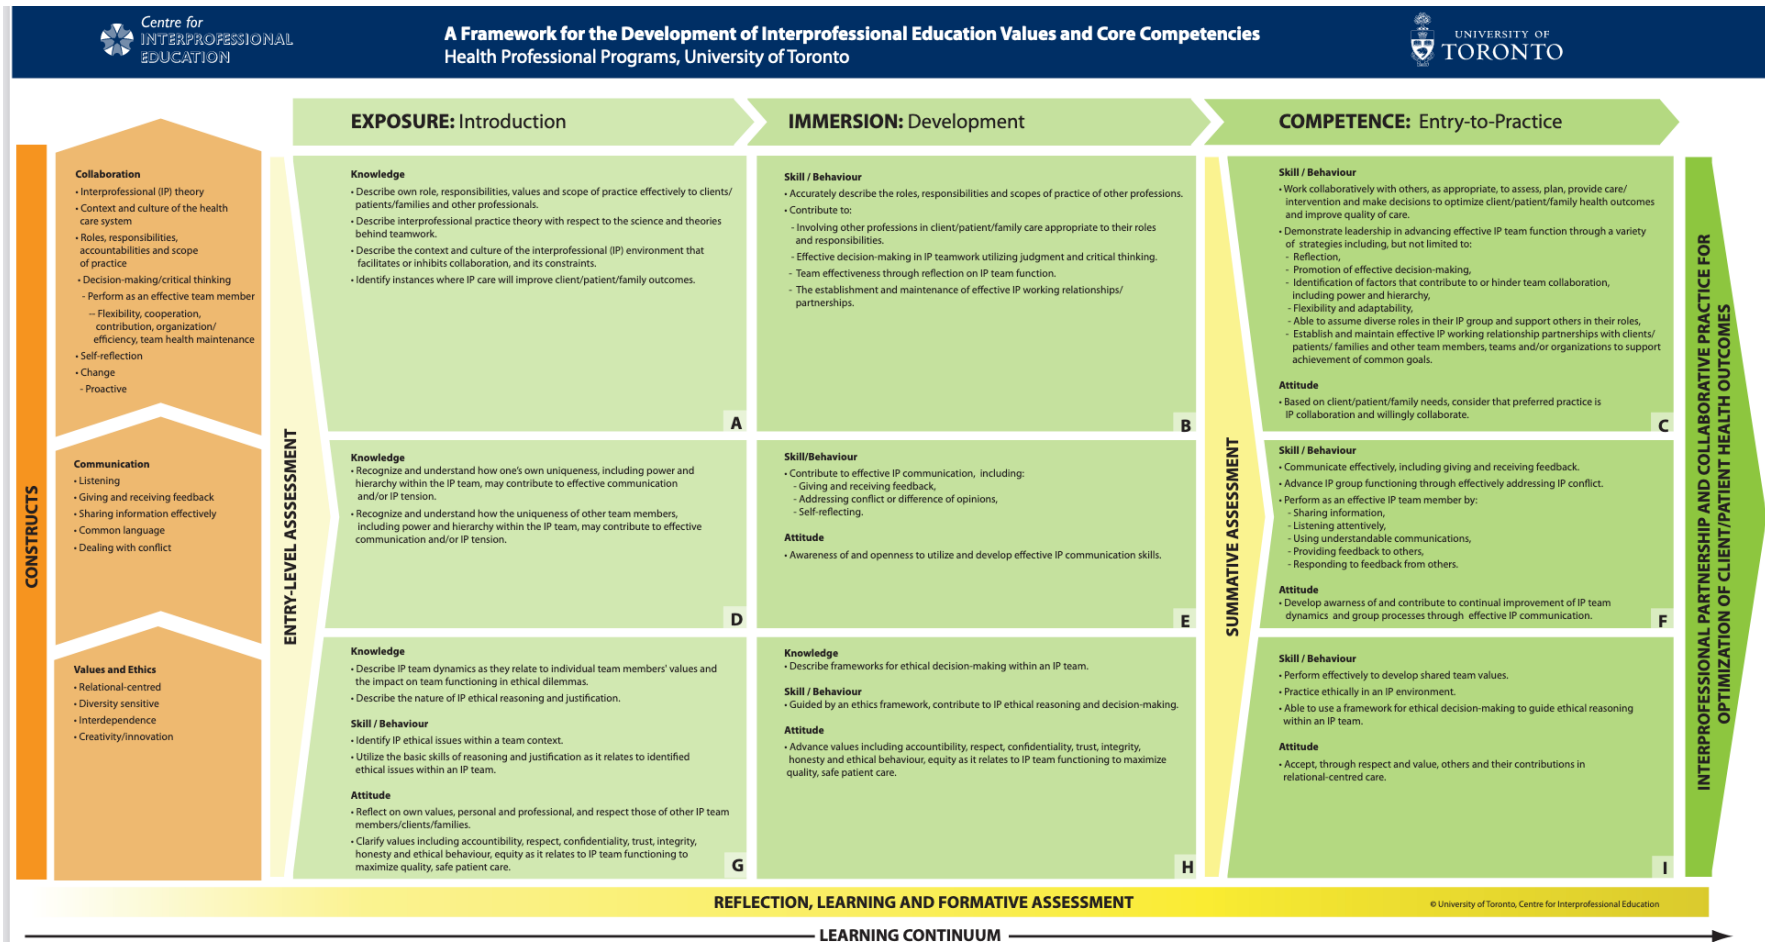 Centre for
INTERPROFESSIONAL
EDUCATION
A Framework for the Development of Interprofessional Education Values and Core Competencies
Health Professional Programs, University of Toronto
UNIVERSITY OF
TORONTO
EXPOSURE: Introduction
IMMERSION: Development
COMPETENCE: Entry-to-Practice
CONSTRUCTS
Collaboration
• Interprofessional (IP) theory
• Context and culture of the health
care system
• Roles, responsibilities,
accountabilities and scope
of practice
• Decision-making/critical thinking
- Perform as an effective team member
-- Flexibility, cooperation,
contribution, organization/
efficiency, team health maintenance
• Self-reflection
• Change
- Proactive
ENTRY-LEVEL ASSESSMENT
Knowledge
• Describe own role, responsibilities, values and scope of practice effectively to clients/
patients/families and other professionals.
• Describe interprofessional practice theory with respect to the science and theories
behind teamwork.
• Describe the context and culture of the interprofessional (IP) environment that
facilitates or inhibits collaboration, and its constraints.
• Identify instances where IP care will improve client/patient/family outcomes.
A
Skill / Behaviour
• Accurately describe the roles, responsibilities and scopes of practice of other professions.
• Contribute to:
- Involving other professions in client/patient/family care appropriate to their roles
and responsibilities.
- Effective decision-making in IP teamwork utilizing judgment and critical thinking.
- Team effectiveness through reflection on IP team function.
- The establishment and maintenance of effective IP working relationships/
partnerships.
B
SUMMATIVE ASSESSMENT
Skill / Behaviour
• Work collaboratively with others, as appropriate, to assess, plan, provide care/
intervention and make decisions to optimize client/patient/family health outcomes
and improve quality of care.
• Demonstrate leadership in advancing effective IP team function through a variety
of strategies including, but not limited to:
- Reflection,
- Promotion of effective decision-making,
- Identification of factors that contribute to or hinder team collaboration,
including power and hierarchy,
- Flexibility and adaptability,
- Able to assume diverse roles in their IP group and support others in their roles,
- Establish and maintain effective IP working relationship partnerships with clients/
patients/ families and other team members, teams and/or organizations to support
achievement of common goals.
Attitude
• Based on client/patient/family needs, consider that preferred practice is
IP collaboration and willingly collaborate.
C
INTERPROFESSIONAL PARTNERSHIP AND COLLABORATIVE PRACTICE FOR
OPTIMIZATION OF CLIENT/PATIENT HEALTH OUTCOMES
Communication
• Listening
• Giving and receiving feedback
• Sharing information effectively
• Common language
• Dealing with conflict
Knowledge
• Recognize and understand how one's own uniqueness, including power and
hierarchy within the IP team, may contribute to effective communication
and/or IP tension.
• Recognize and understand how the uniqueness of other team members,
including power and hierarchy within the IP team, may contribute to effective
communication and/or IP tension.
D
Skill/Behaviour
• Contribute to effective IP communication, including:
- Giving and receiving feedback,
- Addressing conflict or difference of opinions,
- Self-reflecting.
Attitude
• Awareness of and openness to utilize and develop effective IP communication skills.
E
Skill / Behaviour
• Communicate effectively, including giving and receiving feedback.
• Advance IP group functioning through effectively addressing IP conflict.
• Perform as an effective IP team member by:
- Sharing information,
- Listening attentively,
- Using understandable communications,
- Providing feedback to others,
- Responding to feedback from others.
Attitude
• Develop awarness of and contribute to continual improvement of IP team
dynamics and group processes through effective IP communication.
F
Values and Ethics
• Relational-centred
• Diversity sensitive
• Interdependence
• Creativity/innovation
Knowledge
• Describe IP team dynamics as they relate to individual team members' values and
the impact on team functioning in ethical dilemmas.
• Describe the nature of IP ethical reasoning and justification.
Skill / Behaviour
• Identify IP ethical issues within a team context.
• Utilize the basic skills of reasoning and justification as it relates to identified
ethical issues within an IP team.
Attitude
• Reflect on own values, personal and professional, and respect those of other IP team
members/clients/families.
• Clarify values including accountibility, respect, confidentiality, trust, integrity,
honesty and ethical behaviour, equity as it relates to IP team functioning to
maximize quality, safe patient care.
G
Knowledge
• Describe frameworks for ethical decision-making within an IP team.
Skill / Behaviour
• Guided by an ethics framework, contribute to IP ethical reasoning and decision-making.
Attitude
• Advance values including accountibility, respect, confidentiality, trust, integrity,
honesty and ethical behaviour, equity as it relates to IP team functioning to maximize
quality, safe patient care.
H
Skill / Behaviour
• Perform effectively to develop shared team values.
• Practice ethically in an IP environment.
• Able to use a framework for ethical decision-making to guide ethical reasoning
within an IP team.
Attitude
• Accept, through respect and value, others and their contributions in
relational-centred care.
I
REFLECTION, LEARNING AND FORMATIVE ASSESSMENT
© University of Toronto, Centre for Interprofessional Education
LEARNING CONTINUUM